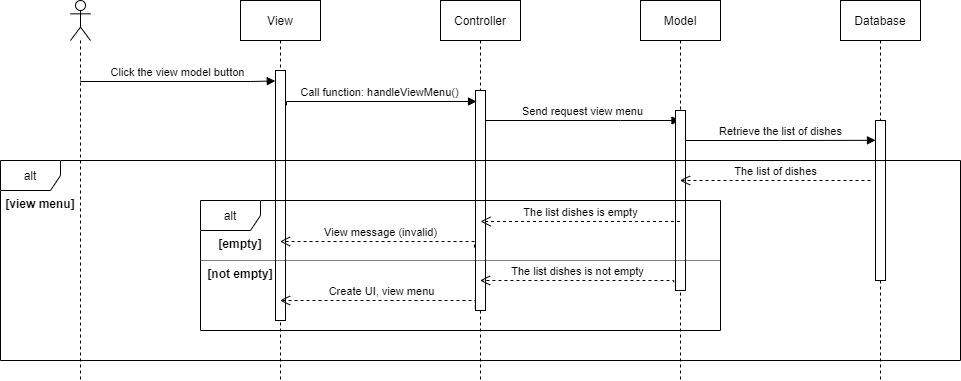 View
Controller
Model
Database
Click the view model button
Call function: handleViewMenu()
Send request view menu
Retrieve the list of dishes
alt
The list of dishes
[view menu]
alt
The list dishes is empty
View message (invalid)
[empty]
[not empty]
The list dishes is not empty
Create UI, view menu